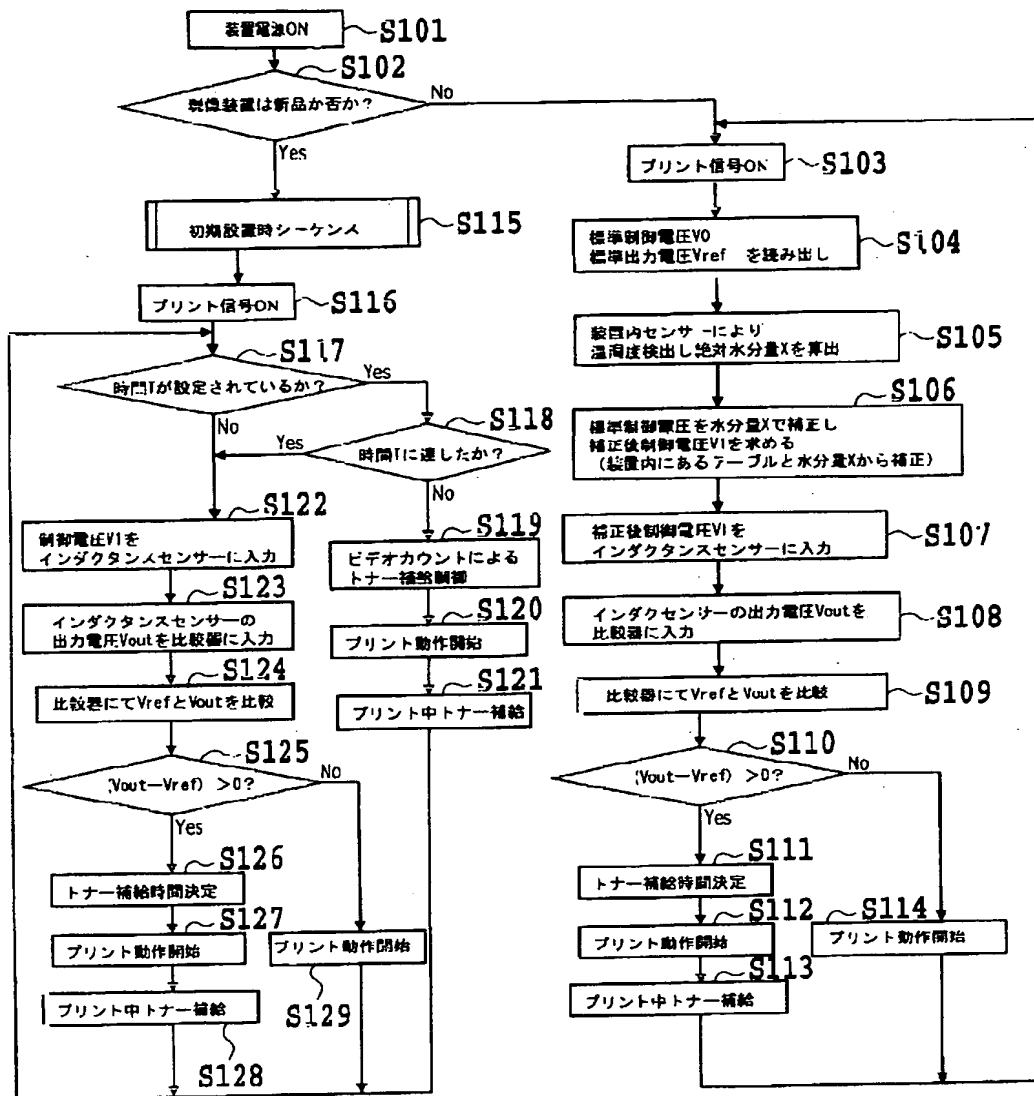 装置電源ON
S101
S102
現像装置は新品か否か?
No
Yes
初期設置時シーケンス
S115
プリント信号ON
S116
S117
時間Tが設定されているか?
Yes
No
S118
時間Tに達したか?
Yes
No
S119
ビデオカウントによる
トナー補給制御
S120
プリント動作開始
S121
プリント中トナー補給
S122
制御電圧V1を
インダクタンスセンサーに入力
S123
インダクタンスセンサーの
出力電圧Voutを比較器に入力
S124
比較器にてVrefとVoutを比較
S125
(Vout－Vref) >0?
No
Yes
S126
トナー補給時間決定
S127
プリント動作開始
プリント中トナー補給
S128
プリント動作開始
S129
プリント信号ON
S103
標準制御電圧V0
標準出力電圧Vref を読み出し
S104
装置内センサーにより
温湿度検出し絶対水分量Xを算出
S105
S106
標準制御電圧を水分量Xで補正し
補正後制御電圧V1を求める
(装置内にあるテーブルと水分量Xから補正)
補正後制御電圧V1を
インダクタンスセンサーに入力
S107
インダクセンサーの出力電圧Voutを
比較器に入力
S108
比較器にてVrefとVoutを比較
S109
S110
(Vout－Vref) >0?
No
Yes
S111
トナー補給時間決定
S112
プリント動作開始
S113
プリント中トナー補給
S114
プリント動作開始